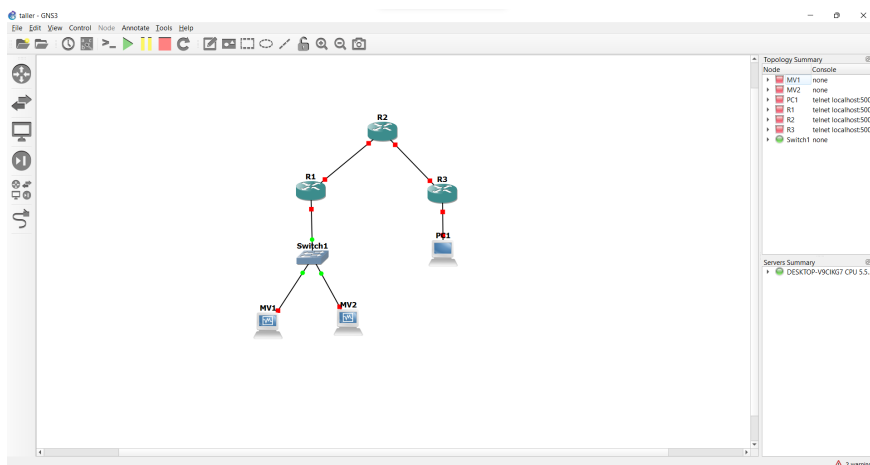 taller - GNS3
File Edit View Control Node Annotate Tools Help
Topology Summary
Node Console
MV1 none
MV2 none
PC1 telnet localhost:500
R1 telnet localhost:500
R2 telnet localhost:500
R3 telnet localhost:500
Switch1 none
R2
R1
R3
PC1
Switch1
MV1
MV2
Servers Summary
DESKTOP-V9CIKG7 CPU 5.5.